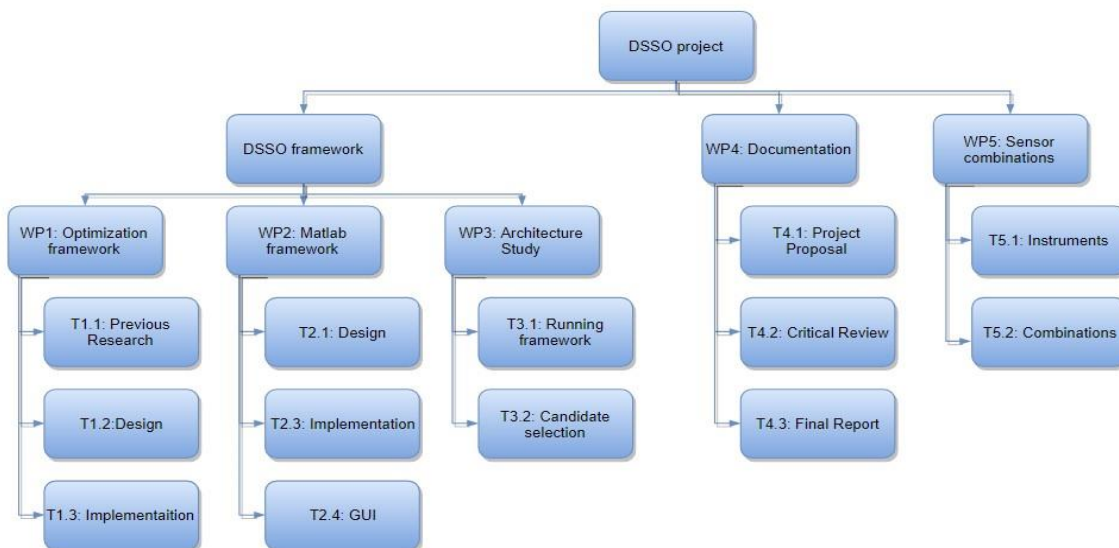 DSSO project
DSSO framework
WP4: Documentation
WP5: Sensor
combinations
WP1: Optimization
framework
WP2: Matlab
framework
WP3: Architecture
Study
T4.1: Project
Proposal
T5.1: Instruments
T1.1: Previous
Research
T2.1: Design
T3.1: Running
framework
T4.2: Critical Review
T5.2: Combinations
T1.2:Design
T2.3: Implementation
T3.2: Candidate
selection
T4.3: Final Report
T1.3: Implementaition
T2.4: GUI